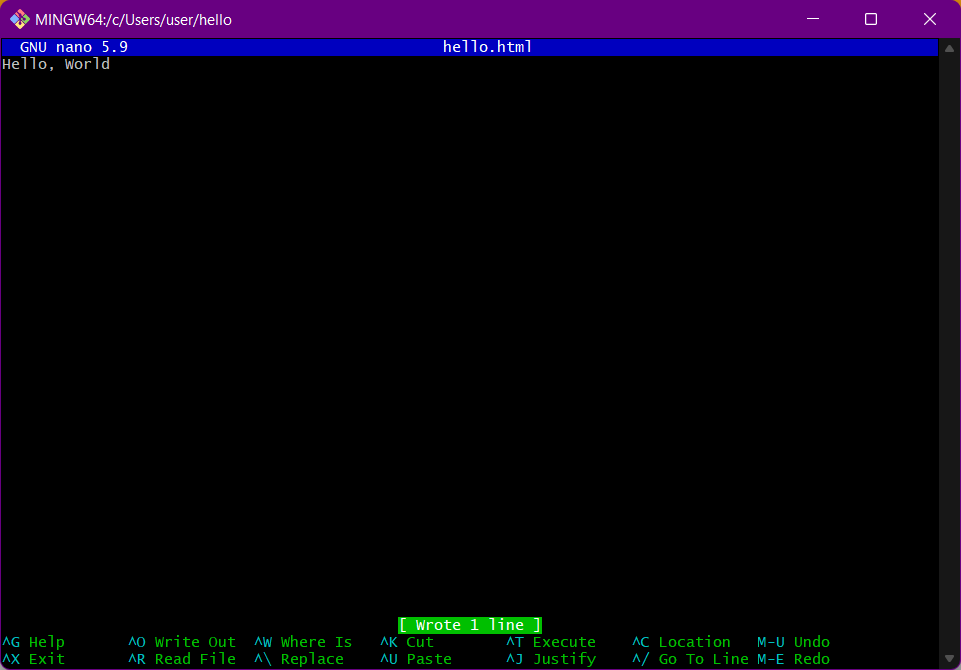 MINGW64:/c/Users/user/hello
GNU nano 5.9 hello.html
Hello, World
[ Wrote 1 line ]
^G Help ^O Write Out ^W Where Is ^K Cut ^T Execute ^C Location M-U Undo
^X Exit ^R Read File ^\ Replace ^U Paste ^J Justify ^/ Go To Line M-E Redo